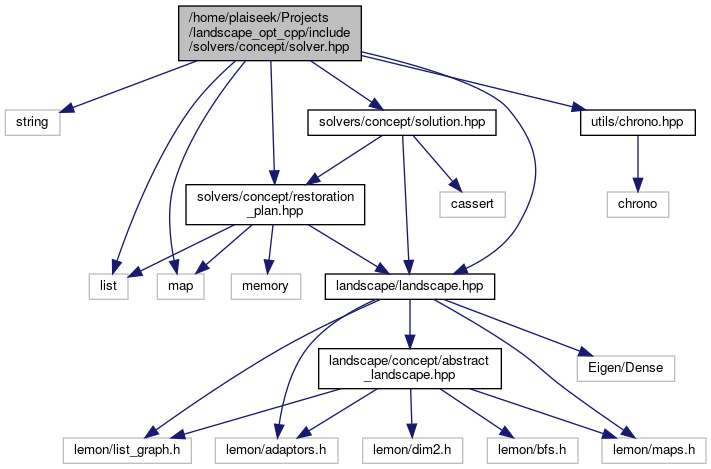 /home/plaiseek/Projects
/landscape_opt_cpp/include
/solvers/concept/solver.hpp
string
solvers/concept/solution.hpp
utils/chrono.hpp
solvers/concept/restoration
_plan.hpp
cassert
chrono
list
map
memory
landscape/landscape.hpp
landscape/concept/abstract
_landscape.hpp
Eigen/Dense
lemon/list_graph.h
lemon/adaptors.h
lemon/dim2.h
lemon/bfs.h
lemon/maps.h